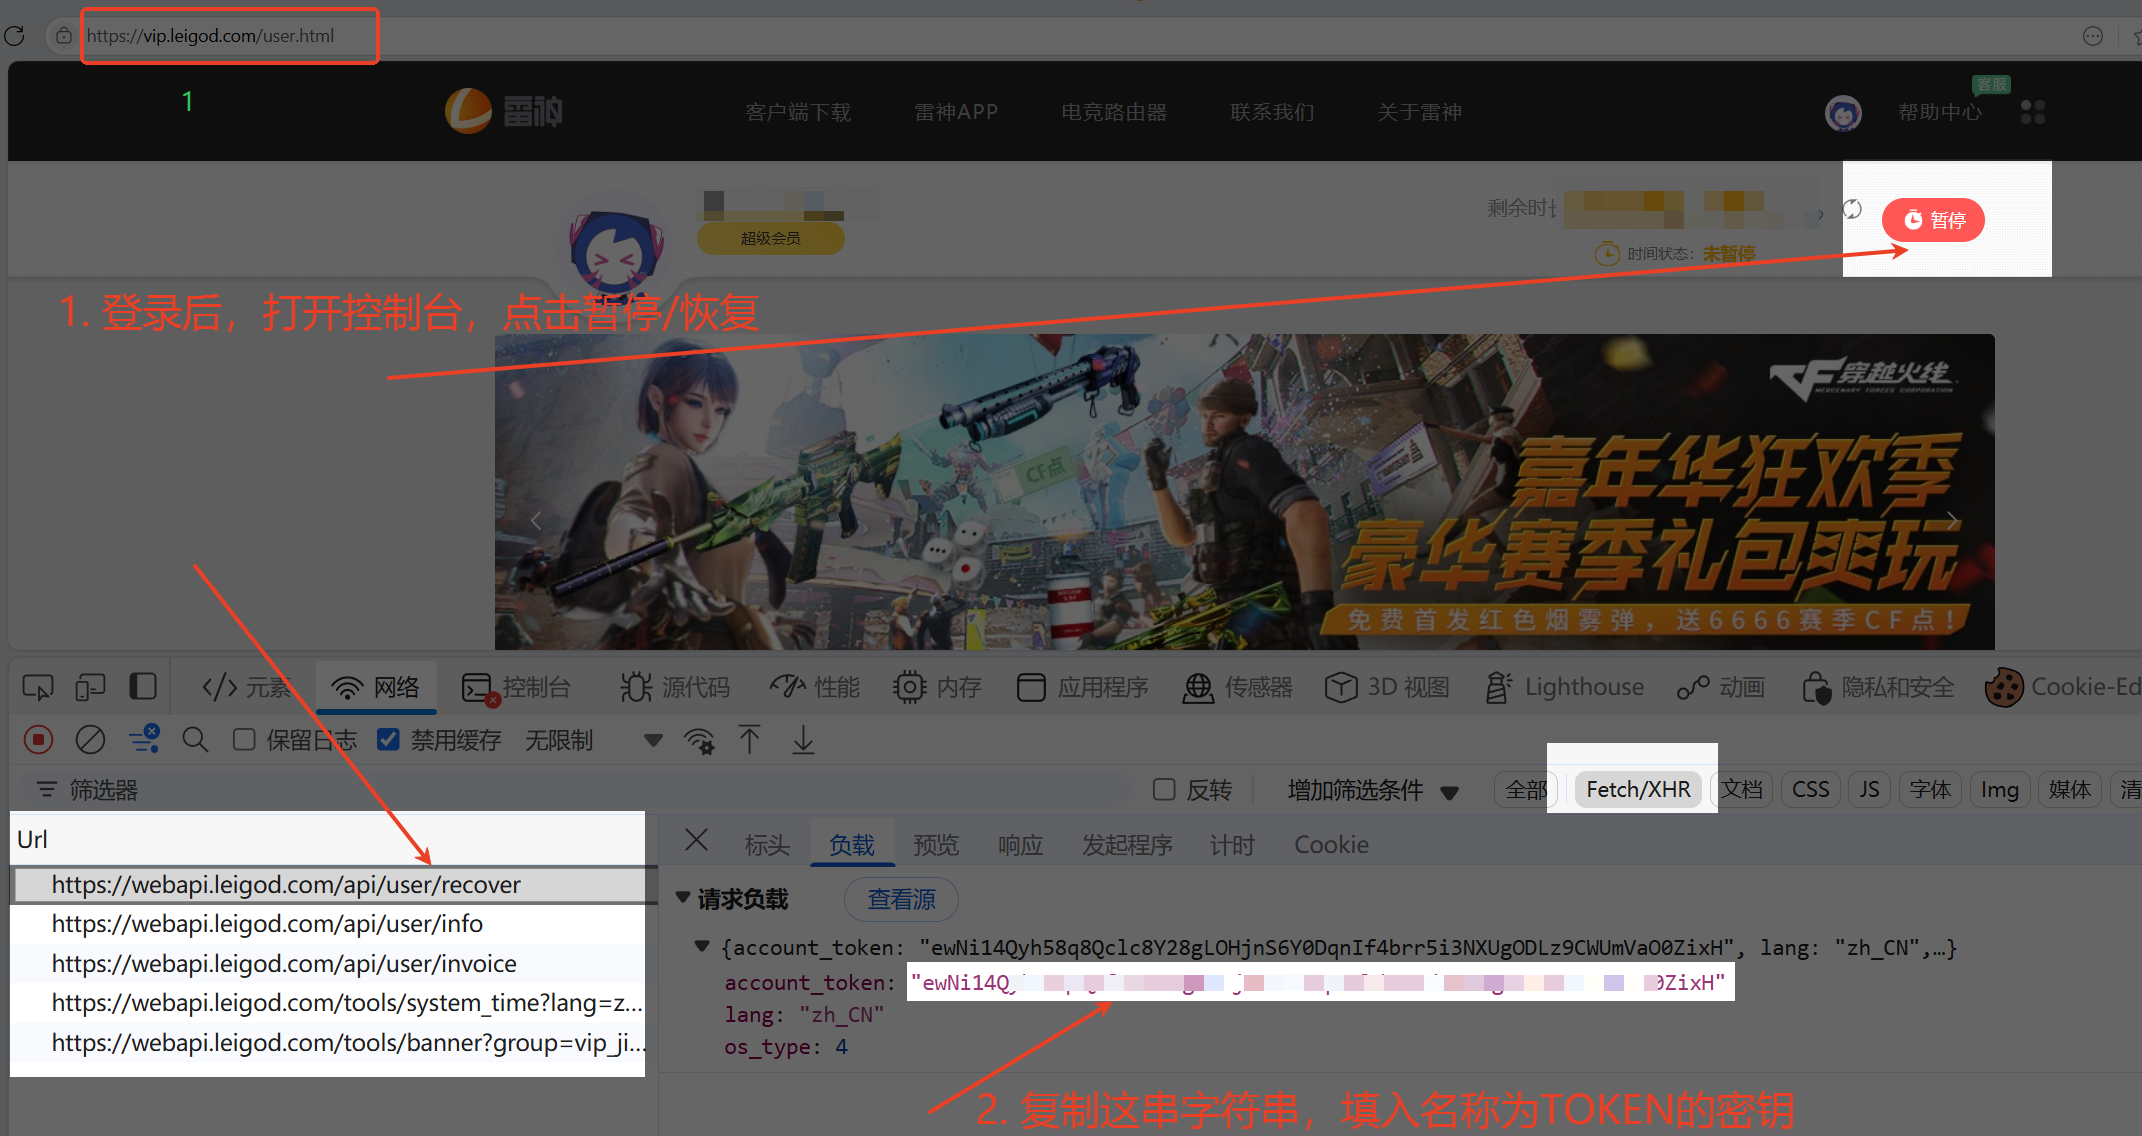 https://vip.leigod.com/user.html
1
雷神
客户端下载
雷神APP
电竞路由器
联系我们
关于雷神
帮助中心
客服
超级会员
剩余时长
时间状态：未暂停
暂停
1. 登录后，打开控制台，点击暂停/恢复
CF点
CF 穿越火线
MERCENARY FORCES CORPORATION
嘉年华狂欢季
豪华赛季礼包爽玩
免费首发红色烟雾弹，送6666赛季CF点！
元素
网络
控制台
源代码
性能
内存
应用程序
传感器
3D 视图
Lighthouse
动画
隐私和安全
Cookie-Ed
保留日志
禁用缓存
无限制
筛选器
反转
增加筛选条件
全部
Fetch/XHR
文档
CSS
JS
字体
Img
媒体
清
Url
https://webapi.leigod.com/api/user/recover
https://webapi.leigod.com/api/user/info
https://webapi.leigod.com/api/user/invoice
https://webapi.leigod.com/tools/system_time?lang=z...
https://webapi.leigod.com/tools/banner?group=vip_ji...
标头
负载
预览
响应
发起程序
计时
Cookie
请求负载
查看源
{account_token: "ewNi14Qyh58q8Qclc8Y28gLOHjnS6Y0DqnIf4brr5i3NXUgODLz9CWUmVaO0ZixH", lang: "zh_CN",…}
account_token: "ewNi14Q 0ZixH"
lang: "zh_CN"
os_type: 4
2. 复制这串字符串，填入名称为TOKEN的密钥